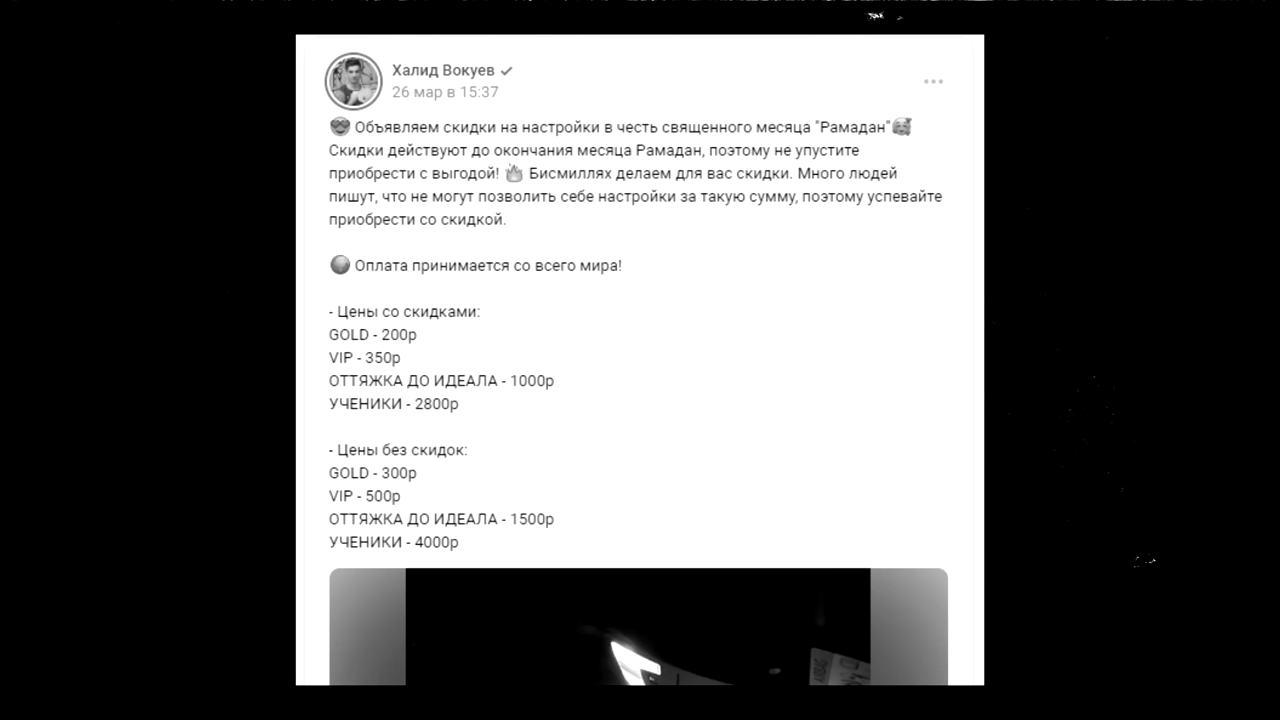 Халид Вокуев
26 мар в 15:37
Объявляем скидки на настройки в честь священного месяца "Рамадан"
Скидки действуют до окончания месяца Рамадан, поэтому не упустите
приобрести с выгодой! Бисмиллях делаем для вас скидки. Много людей
пишут, что не могут позволить себе настройки за такую сумму, поэтому успевайте
приобрести со скидкой.
Оплата принимается со всего мира!
- Цены со скидками:
GOLD - 200р
VIP - 350р
ОТТЯЖКА ДО ИДЕАЛА - 1000р
УЧЕНИКИ - 2800р
- Цены без скидок:
GOLD - 300р
VIP - 500р
ОТТЯЖКА ДО ИДЕАЛА - 1500р
УЧЕНИКИ - 4000р